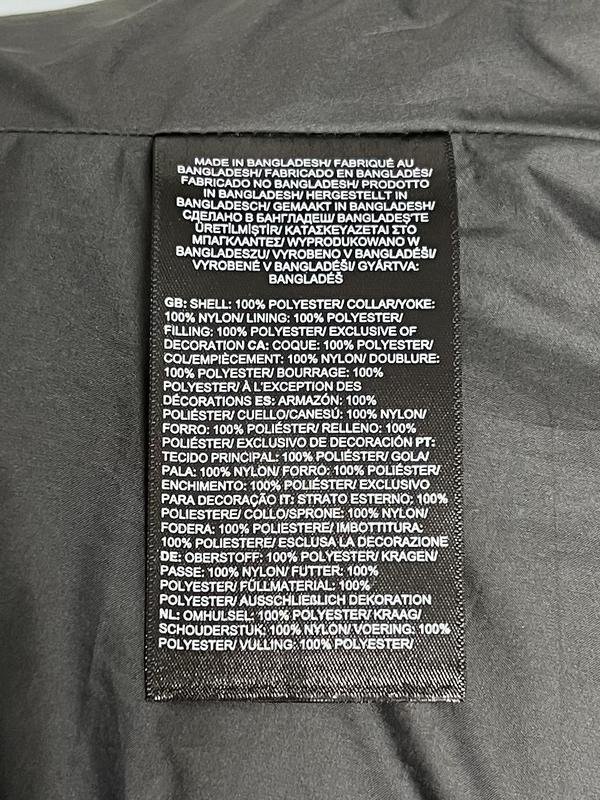 MADE IN BANGLADESH/ FABRIQUÉ AU
BANGLADESH/ FABRICADO EN BANGLADÉS/
FABRICADO NO BANGLADESH/ PRODOTTO
IN BANGLADESH/ HERGESTELLT IN
BANGLADESCH/ GEMAAKT IN BANGLADESH/
СДЕЛАНО В БАНГЛАДЕШ/ BANGLADEŞ'TE
ÜRETİLMİŞTİR/ ΚΑΤΑΣΚΕΥΑΖΕΤΑΙ ΣΤΟ
ΜΠΑΓΚΛΑΝΤΕΣ/ WYPRODUKOWANO W
BANGLADESZU/ VYROBENO V BANGLADÉŠI/
VYROBENÉ V BANGLADÉŠI/ GYÁRTVA:
BANGLADÉS
GB: SHELL: 100% POLYESTER/ COLLAR/YOKE:
100% NYLON/ LINING: 100% POLYESTER/
FILLING: 100% POLYESTER/ EXCLUSIVE OF
DECORATION CA: COQUE: 100% POLYESTER/
COL/EMPIÈCEMENT: 100% NYLON/ DOUBLURE:
100% POLYESTER/ BOURRAGE: 100%
POLYESTER/ À L'EXCEPTION DES
DÉCORATIONS ES: ARMAZÓN: 100%
POLIÉSTER/ CUELLO/CANESÚ: 100% NYLON/
FORRO: 100% POLIÉSTER/ RELLENO: 100%
POLIÉSTER/ EXCLUSIVO DE DECORACIÓN PT:
TECIDO PRINCIPAL: 100% POLIÉSTER/ GOLA/
PALA: 100% NYLON/ FORRO: 100% POLIÉSTER/
ENCHIMENTO: 100% POLIÉSTER/ EXCLUSIVO
PARA DECORAÇÃO IT: STRATO ESTERNO: 100%
POLIESTERE/ COLLO/SPRONE: 100% NYLON/
FODERA: 100% POLIESTERE/ IMBOTTITURA:
100% POLIESTERE/ ESCLUSA LA DECORAZIONE
DE: OBERSTOFF: 100% POLYESTER/ KRAGEN/
PASSE: 100% NYLON/ FUTTER: 100%
POLYESTER/ FÜLLMATERIAL: 100%
POLYESTER/ AUSSCHLIEßLICH DEKORATION
NL: OMHULSEL: 100% POLYESTER/ KRAAG/
SCHOUDERSTUK: 100% NYLON/ VOERING: 100%
POLYESTER/ VULLING: 100% POLYESTER/